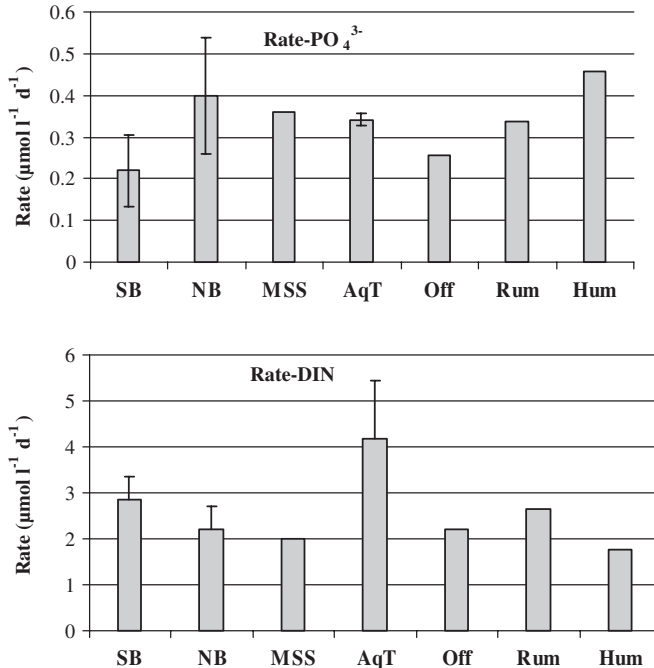 Rate-PO₄³⁻
Rate (µmol l⁻¹ d⁻¹)
0.6
0.5
0.4
0.3
0.2
0.1
0
SB NB MSS AqT Off Rum Hum
Rate-DIN
Rate (µmol l⁻¹ d⁻¹)
6
5
4
3
2
1
0
SB NB MSS AqT Off Rum Hum